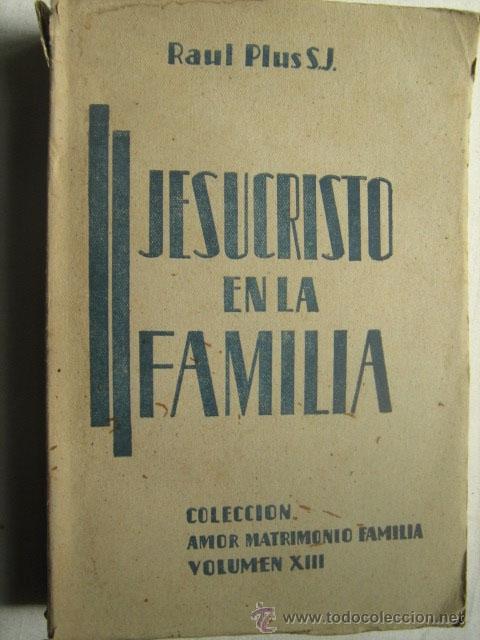 Raul Plus S.J.
JESUCRISTO
EN LA
FAMILIA
COLECCION
AMOR MATRIMONIO FAMILIA
VOLUMEN XIII
© www.todocoleccion.net